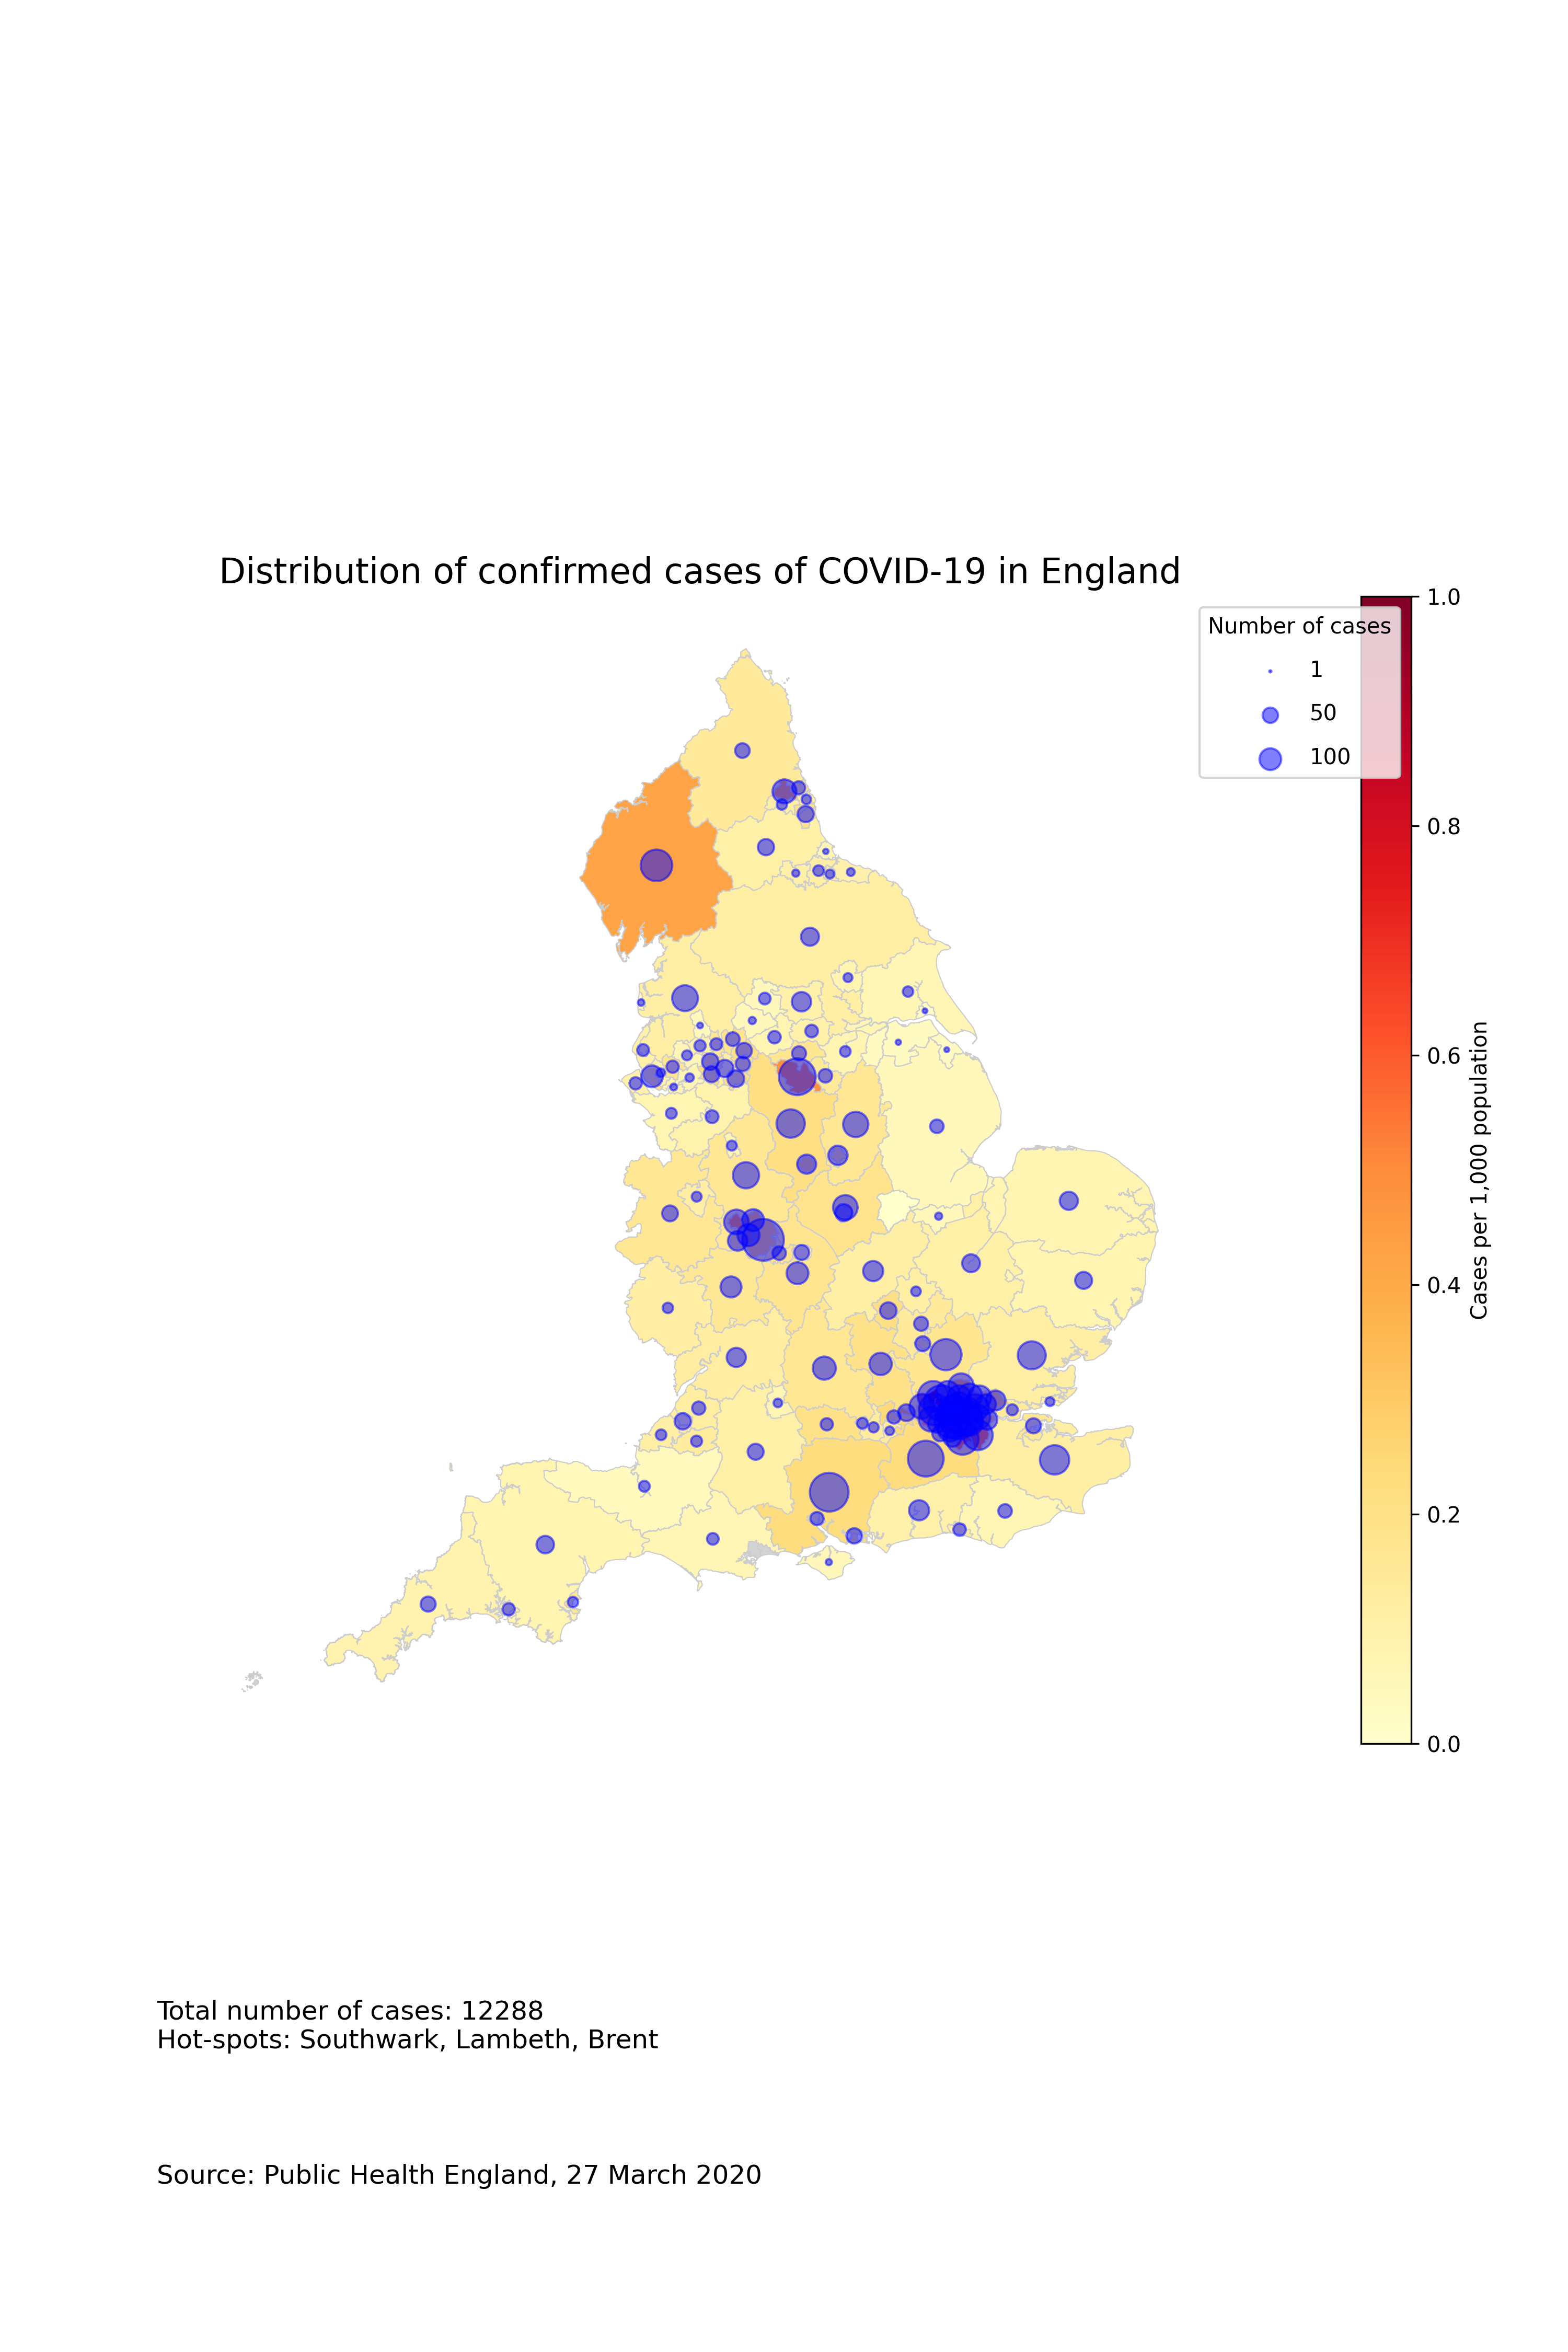 Distribution of confirmed cases of COVID-19 in England
Number of cases
1
50
100
1.0
0.8
0.6
0.4
0.2
0.0
Cases per 1,000 population
Total number of cases: 12288
Hot-spots: Southwark, Lambeth, Brent
Source: Public Health England, 27 March 2020